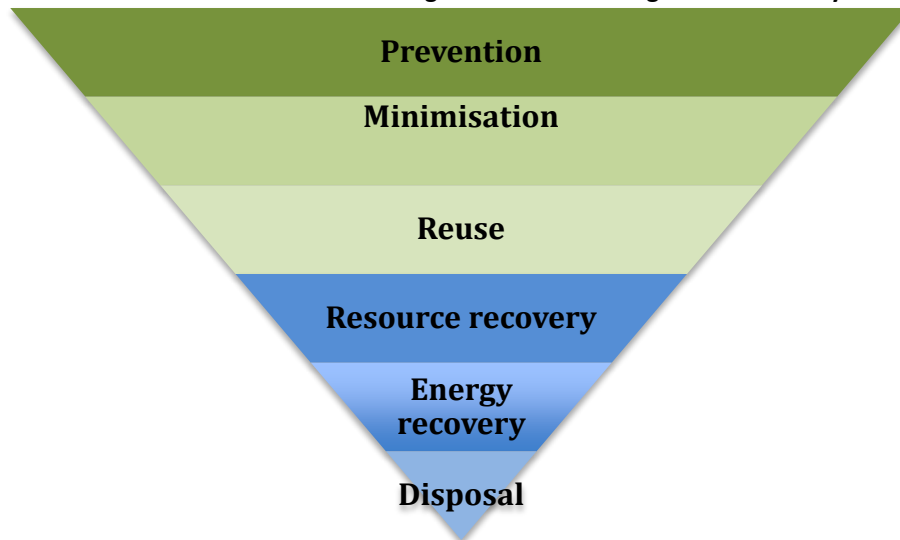 Prevention
Minimisation
Reuse
Resource recovery
Energy
recovery
Disposal